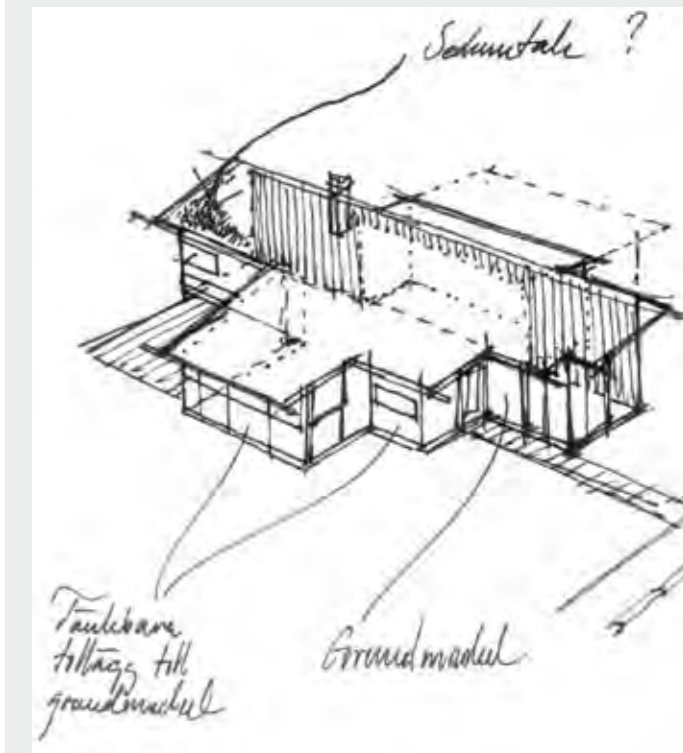 Sedumtak ?
Tänkbara
tillägg till
grundmodul
Grundmodul